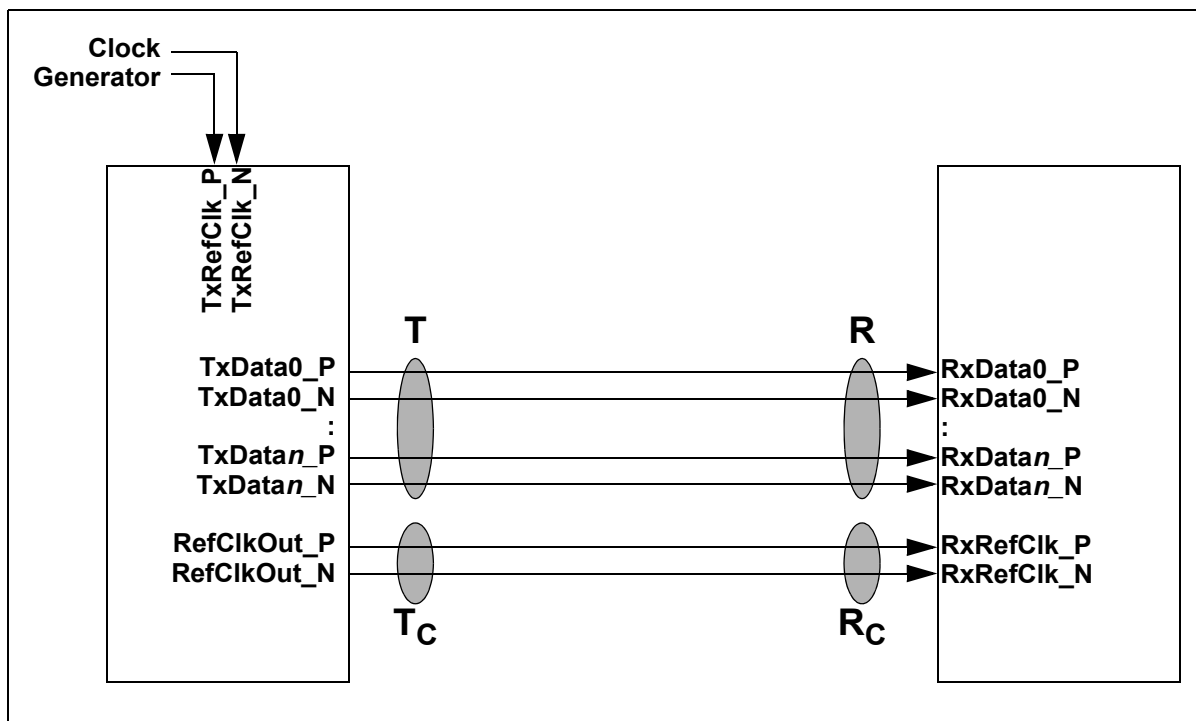 Clock
Generator
TxRefClk_P
TxRefClk_N
T
R
TxData0_P
TxData0_N
:
TxDatan_P
TxDatan_N
RxData0_P
RxData0_N
:
RxDatan_P
RxDatan_N
RefClkOut_P
RefClkOut_N
RxRefClk_P
RxRefClk_N
TC
RC